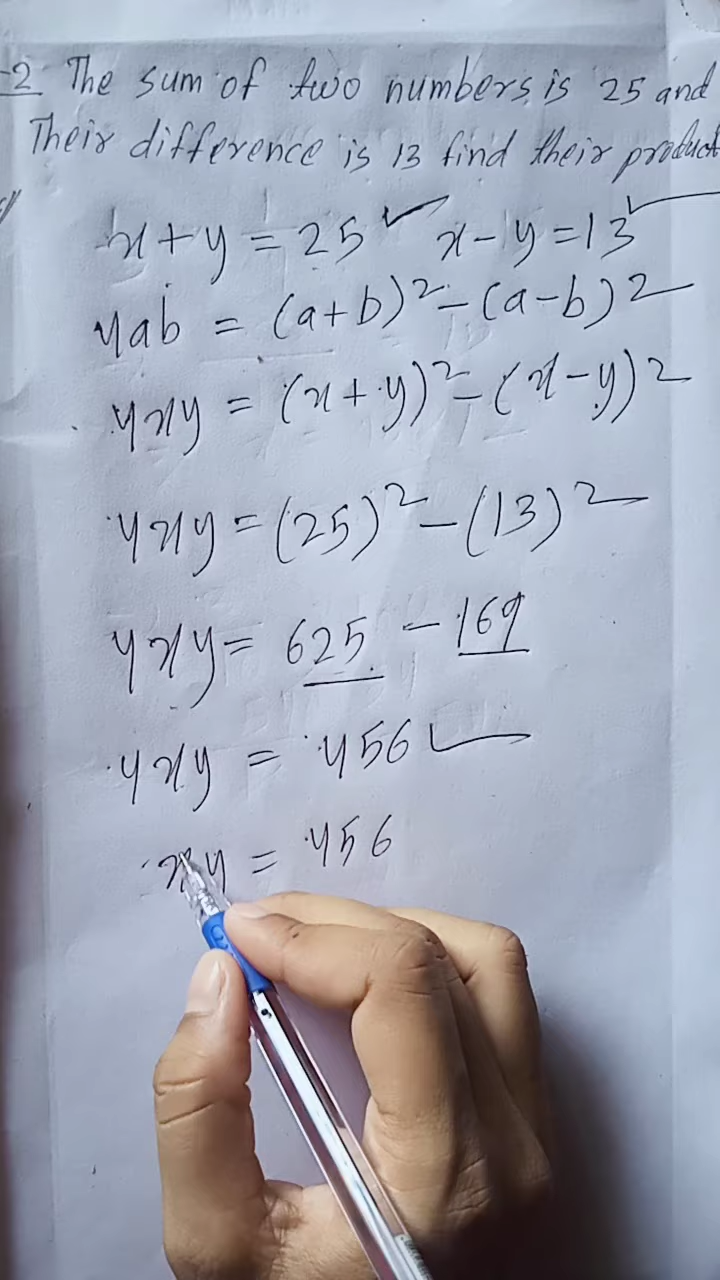 -2 The sum of two numbers is 25 and
Their difference is 13 find their product
x+y=25 ✓ x-y=13
4ab = (a+b)²-(a-b)²
4xy = (x+y)²-(x-y)²
4xy=(25)²-(13)²
4xy= 625 - 169
4xy = 456
xy = 456